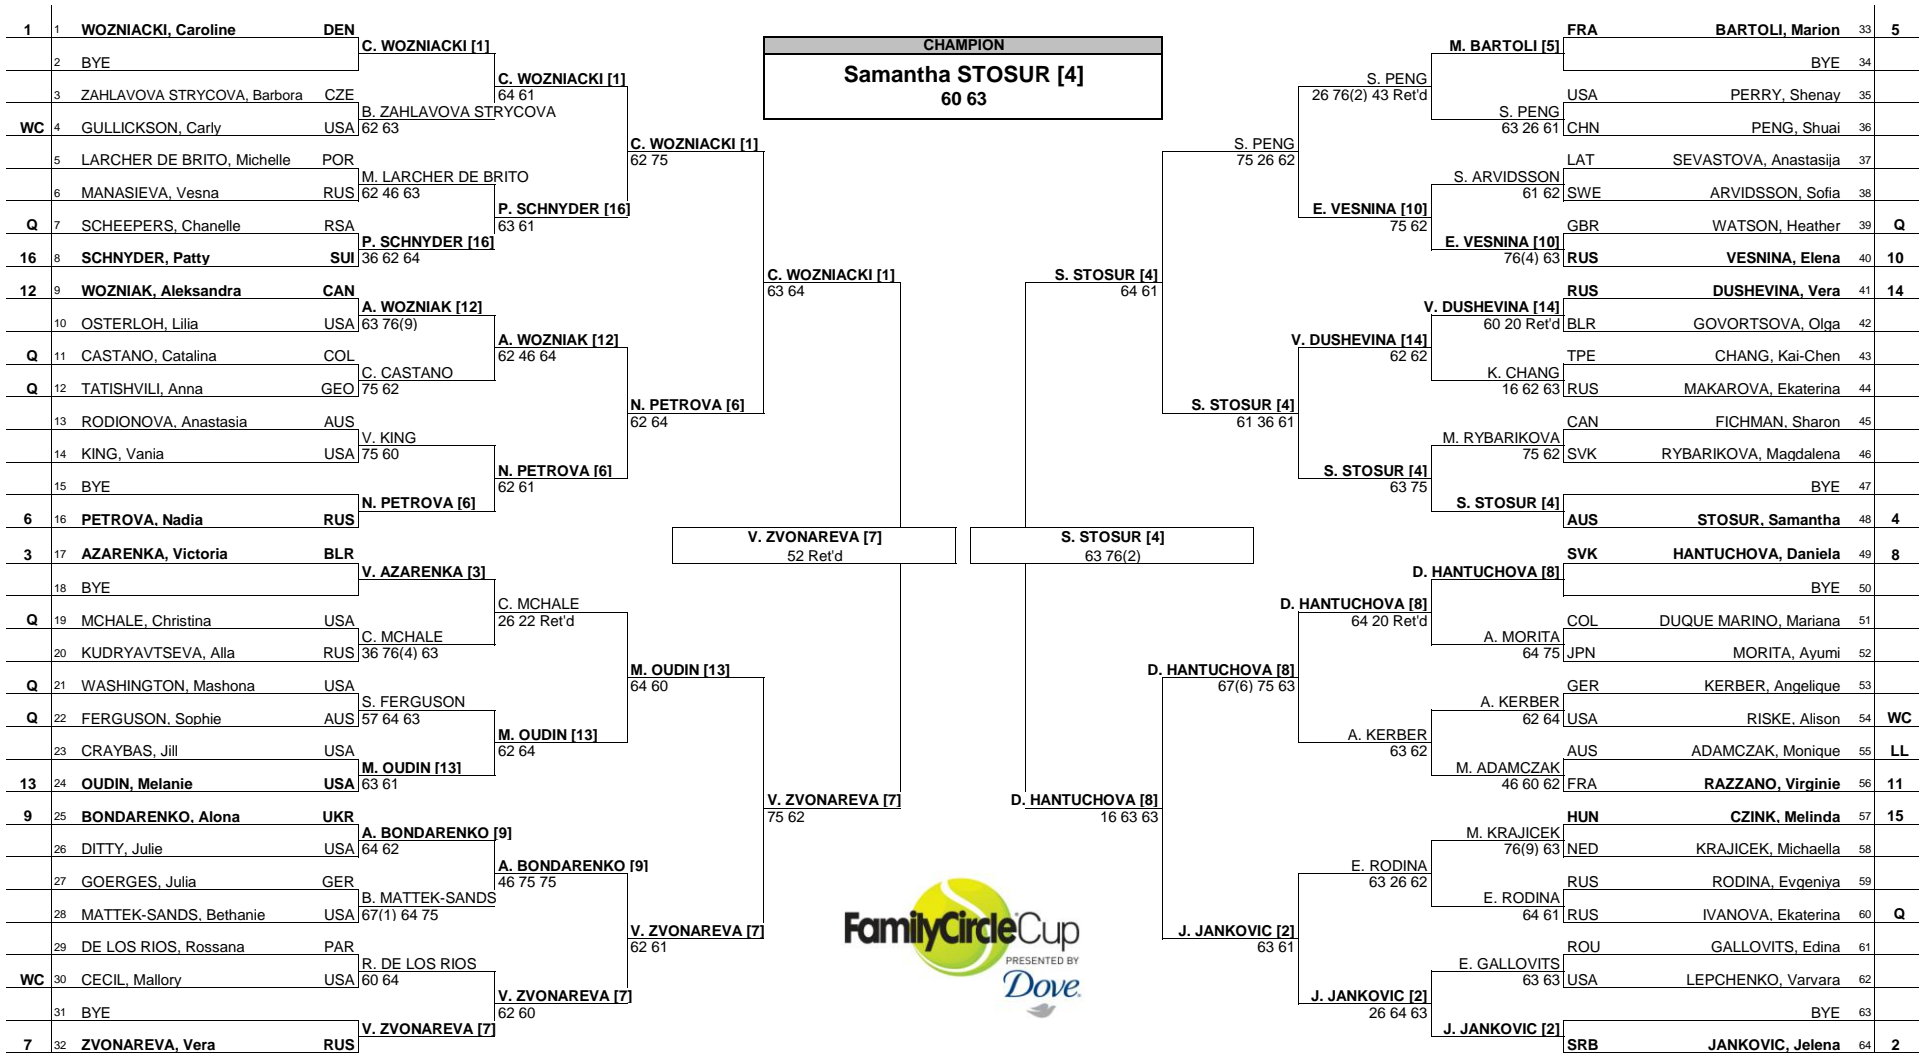 1 1 WOZNIACKI, Caroline DEN
2 BYE
3 ZAHLAVOVA STRYCOVA, Barbora CZE
WC 4 GULLICKSON, Carly USA
5 LARCHER DE BRITO, Michelle POR
6 MANASIEVA, Vesna RUS
Q 7 SCHEEPERS, Chanelle RSA
16 8 SCHNYDER, Patty SUI
12 9 WOZNIAK, Aleksandra CAN
10 OSTERLOH, Lilia USA
Q 11 CASTANO, Catalina COL
Q 12 TATISHVILI, Anna GEO
13 RODIONOVA, Anastasia AUS
14 KING, Vania USA
15 BYE
6 16 PETROVA, Nadia RUS
3 17 AZARENKA, Victoria BLR
18 BYE
Q 19 MCHALE, Christina USA
20 KUDRYAVTSEVA, Alla RUS
Q 21 WASHINGTON, Mashona USA
Q 22 FERGUSON, Sophie AUS
23 CRAYBAS, Jill USA
13 24 OUDIN, Melanie USA
9 25 BONDARENKO, Alona UKR
26 DITTY, Julie USA
27 GOERGES, Julia GER
28 MATTEK-SANDS, Bethanie USA
29 DE LOS RIOS, Rossana PAR
WC 30 CECIL, Mallory USA
31 BYE
7 32 ZVONAREVA, Vera RUS
C. WOZNIACKI [1]
B. ZAHLAVOVA STRYCOVA
62 63
M. LARCHER DE BRITO
62 46 63
P. SCHNYDER [16]
36 62 64
A. WOZNIAK [12]
63 76(9)
C. CASTANO
75 62
V. KING
75 60
N. PETROVA [6]
V. AZARENKA [3]
C. MCHALE
36 76(4) 63
S. FERGUSON
57 64 63
M. OUDIN [13]
63 61
A. BONDARENKO [9]
64 62
B. MATTEK-SANDS
67(1) 64 75
R. DE LOS RIOS
60 64
V. ZVONAREVA [7]
C. WOZNIACKI [1]
64 61
P. SCHNYDER [16]
63 61
A. WOZNIAK [12]
62 46 64
N. PETROVA [6]
62 61
C. MCHALE
26 22 Ret'd
M. OUDIN [13]
62 64
A. BONDARENKO [9]
46 75 75
V. ZVONAREVA [7]
62 60
C. WOZNIACKI [1]
62 75
N. PETROVA [6]
62 64
M. OUDIN [13]
64 60
V. ZVONAREVA [7]
62 61
C. WOZNIACKI [1]
63 64
V. ZVONAREVA [7]
75 62
V. ZVONAREVA [7]
52 Ret'd
CHAMPION
Samantha STOSUR [4]
60 63
S. STOSUR [4]
63 76(2)
FamilyCircle Cup
PRESENTED BY
Dove.
S. STOSUR [4]
64 61
D. HANTUCHOVA [8]
16 63 63
S. PENG
75 26 62
S. STOSUR [4]
61 36 61
D. HANTUCHOVA [8]
67(6) 75 63
J. JANKOVIC [2]
63 61
S. PENG
26 76(2) 43 Ret'd
E. VESNINA [10]
75 62
V. DUSHEVINA [14]
62 62
S. STOSUR [4]
63 75
D. HANTUCHOVA [8]
64 20 Ret'd
A. KERBER
63 62
E. RODINA
63 26 62
J. JANKOVIC [2]
26 64 63
M. BARTOLI [5]
S. PENG
63 26 61
S. ARVIDSSON
61 62
E. VESNINA [10]
76(4) 63
V. DUSHEVINA [14]
60 20 Ret'd
K. CHANG
16 62 63
M. RYBARIKOVA
75 62
S. STOSUR [4]
D. HANTUCHOVA [8]
A. MORITA
64 75
A. KERBER
62 64
M. ADAMCZAK
46 60 62
M. KRAJICEK
76(9) 63
E. RODINA
64 61
E. GALLOVITS
63 63
J. JANKOVIC [2]
FRA BARTOLI, Marion 33 5
BYE 34
USA PERRY, Shenay 35
CHN PENG, Shuai 36
LAT SEVASTOVA, Anastasija 37
SWE ARVIDSSON, Sofia 38
GBR WATSON, Heather 39 Q
RUS VESNINA, Elena 40 10
RUS DUSHEVINA, Vera 41 14
BLR GOVORTSOVA, Olga 42
TPE CHANG, Kai-Chen 43
RUS MAKAROVA, Ekaterina 44
CAN FICHMAN, Sharon 45
SVK RYBARIKOVA, Magdalena 46
BYE 47
AUS STOSUR, Samantha 48 4
SVK HANTUCHOVA, Daniela 49 8
BYE 50
COL DUQUE MARINO, Mariana 51
JPN MORITA, Ayumi 52
GER KERBER, Angelique 53
USA RISKE, Alison 54 WC
AUS ADAMCZAK, Monique 55 LL
FRA RAZZANO, Virginie 56 11
HUN CZINK, Melinda 57 15
NED KRAJICEK, Michaella 58
RUS RODINA, Evgeniya 59
RUS IVANOVA, Ekaterina 60 Q
ROU GALLOVITS, Edina 61
USA LEPCHENKO, Varvara 62
BYE 63
SRB JANKOVIC, Jelena 64 2